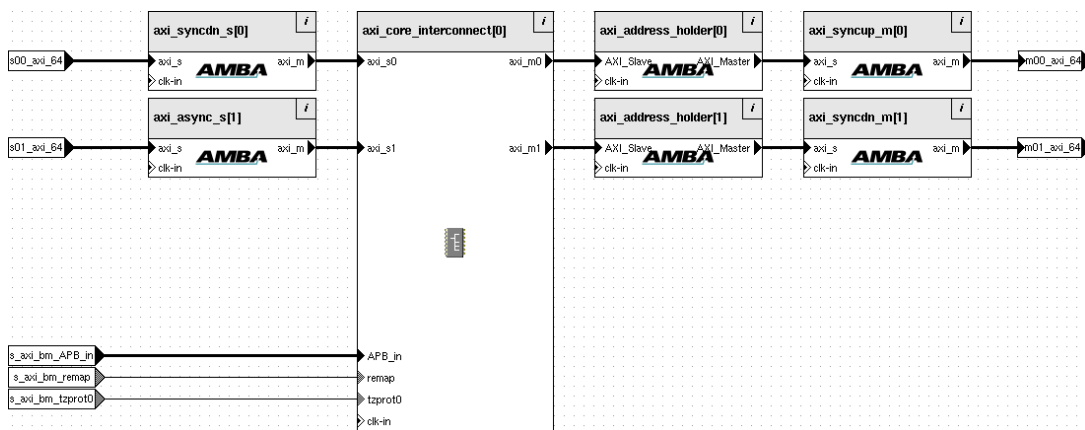 axi_syncdn_s[0] i
axi_core_interconnect[0] i
axi_address_holder[0] i
axi_syncup_m[0] i
s00_axi_64
axi_s axi_m
AMBA
clk-in
axi_s0 axi_m0
AXI_Slave AXI_Master
AMBA
clk-in
axi_s axi_m
AMBA
clk-in
m00_axi_64
axi_async_s[1] i
axi_address_holder[1] i
axi_syncdn_m[1] i
s01_axi_64
axi_s axi_m
AMBA
clk-in
axi_s1 axi_m1
AXI_Slave AXI_Master
AMBA
clk-in
axi_s axi_m
AMBA
clk-in
m01_axi_64
s_axi_bm_APB_in
APB_in
s_axi_bm_remap
remap
s_axi_bm_tzprot0
tzprot0
clk-in